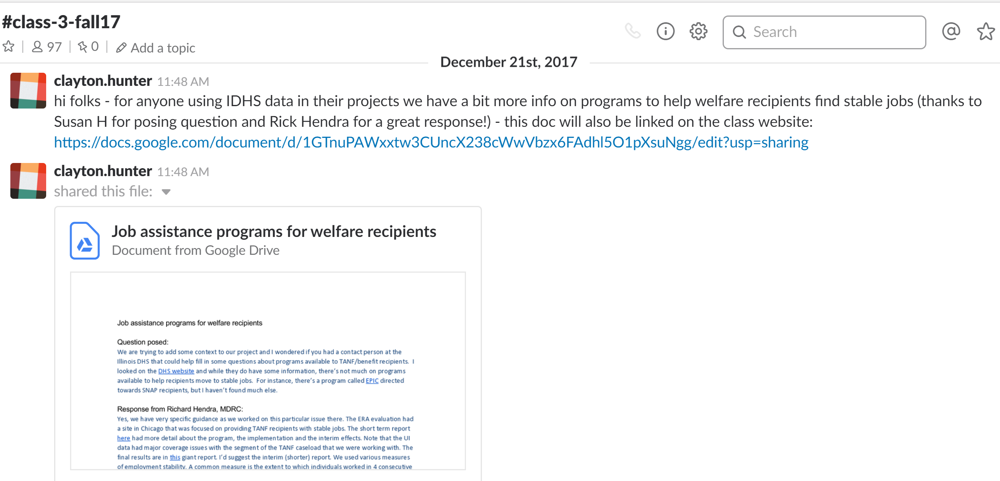 #class-3-fall17
97
0
Add a topic
Search
December 21st, 2017
clayton.hunter 11:48 AM
hi folks - for anyone using IDHS data in their projects we have a bit more info on programs to help welfare recipients find stable jobs (thanks to
Susan H for posing question and Rick Hendra for a great response!) - this doc will also be linked on the class website:
https://docs.google.com/document/d/1GTnuPAWxxtw3CUncX238cWwVbzx6FAdhl5O1pXsuNgg/edit?usp=sharing
clayton.hunter 11:48 AM
shared this file:
Job assistance programs for welfare recipients
Document from Google Drive
Job assistance programs for welfare recipients
Question posed:
We are trying to add some context to our project and I wondered if you had a contact person at the
Illinois DHS that could help fill in some questions about programs available to TANF/benefit recipients. I
looked on the DHS website and while they do have some information, there's not much on programs
available to help recipients move to stable jobs. For instance, there's a program called EPIC directed
towards SNAP recipients, but I haven't found much else.
Response from Richard Hendra, MDRC:
Yes, we have very specific guidance as we worked on this particular issue there. The ERA evaluation had
a site in Chicago that was focused on providing TANF recipients with stable jobs. The short term report
here had more detail about the program, the implementation and the interim effects. Note that the UI
data had major coverage issues with the segment of the TANF caseload that we were working with. The
final results are in this giant report. I'd suggest the interim (shorter) report. We used various measures
of employment stability. A common measure is the extent to which individuals worked in 4 consecutive